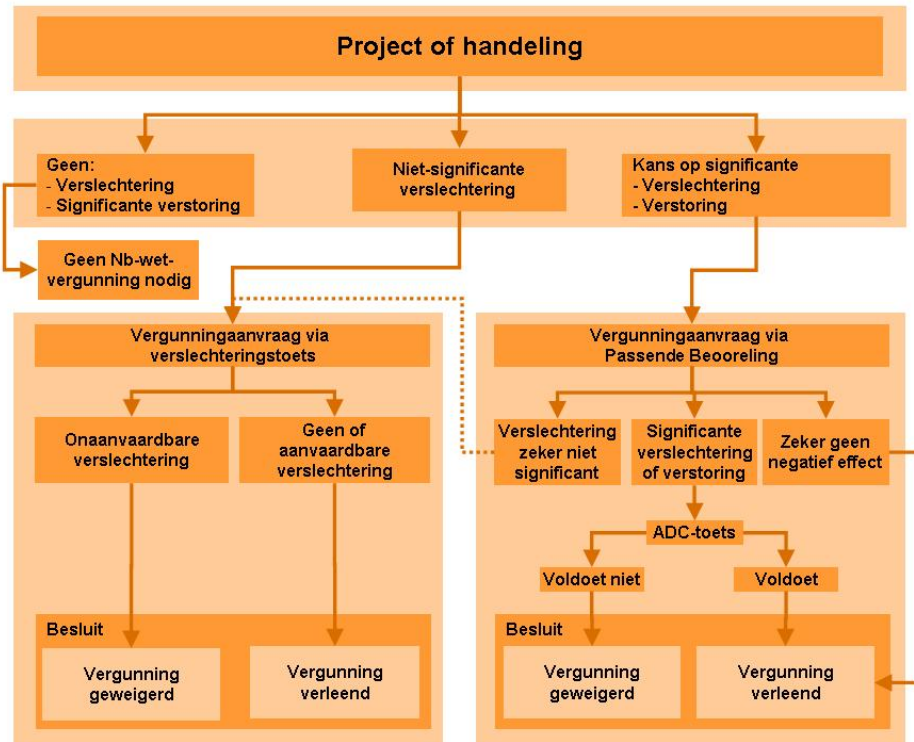 Project of handeling
Geen:
- Verslechtering
- Significante verstoring
Niet-significante
verslechtering
Kans op significante
- Verslechtering
- Verstoring
Geen Nb-wet-
vergunning nodig
Vergunningaanvraag via
verslechteringstoets
Onaanvaardbare
verslechtering
Geen of
aanvaardbare
verslechtering
Besluit
Vergunning
geweigerd
Vergunning
verleend
Vergunningaanvraag via
Passende Beooreling
Verslechtering
zeker niet
significant
Significante
verslechtering
of verstoring
Zeker geen
negatief effect
ADC-toets
Voldoet niet
Voldoet
Besluit
Vergunning
geweigerd
Vergunning
verleend